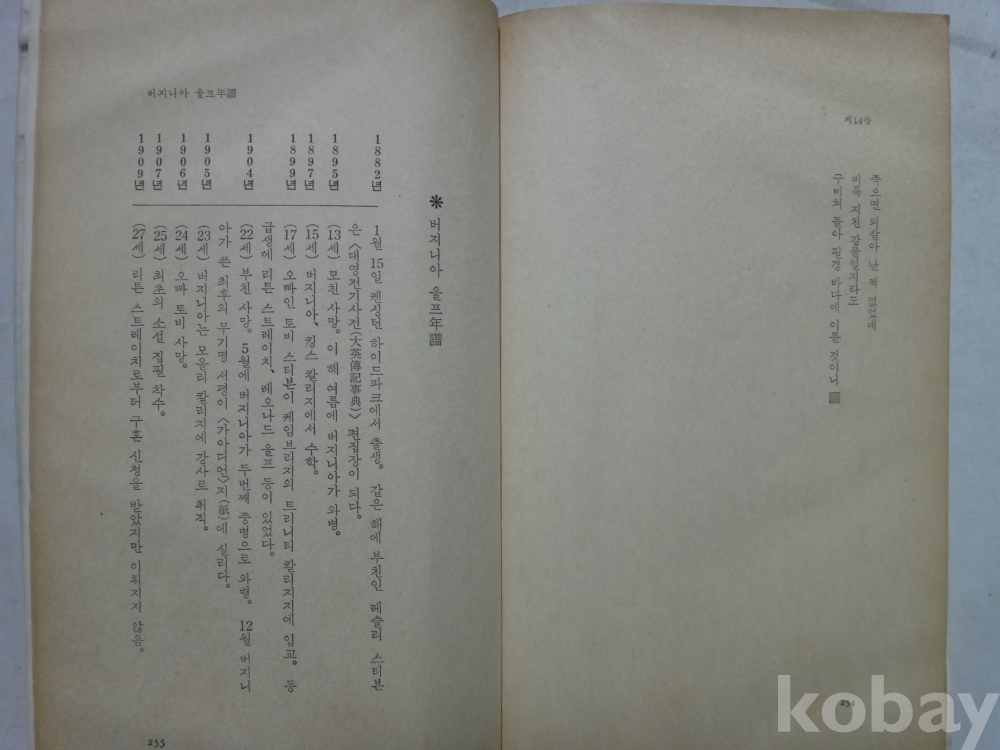 제14장
죽으면 되살아 난 적 없었네
비록 지친 강물일지라도
구비쳐 돌아 필경 바다에 이를 것이니
254
버지니아 울프年譜
✻ 버지니아 울프年譜
1882년 1월 15일 켄싱턴 하이드파크에서 출생。 같은 해에 부친인 레슬리 스티븐
은 〈대영전기사전(大英傳記事典)〉 편집장이 되다。
1895년 (13세) 모친 사망。 이 해 여름에 버지니아가 와병。
1897년 (15세) 버지니아、 킹스 칼리지에서 수학。
1899년 (17세) 오빠인 토비 스티븐이 케임브리지의 트리니티 칼리지에 입교。 동
급생에 리튼 스트레이치、 레오나드 울프 등이 있었다。
1904년 (22세) 부친 사망。 5월에 버지니아가 두번째 중병으로 와병。 12월 버지니
아가 쓴 최후의 무기명 서평이 〈가아디언〉지(紙)에 실리다。
1905년 (23세) 버지니아는 모올리 칼리지에 강사로 취직。
1906년 (24세) 오빠 토비 사망。
1907년 (25세) 최초의 소설 집필 착수。
1909년 (27세) 리튼 스트레이치로부터 구혼 신청을 받았지만 이뤄지지 않음。
255
kobay